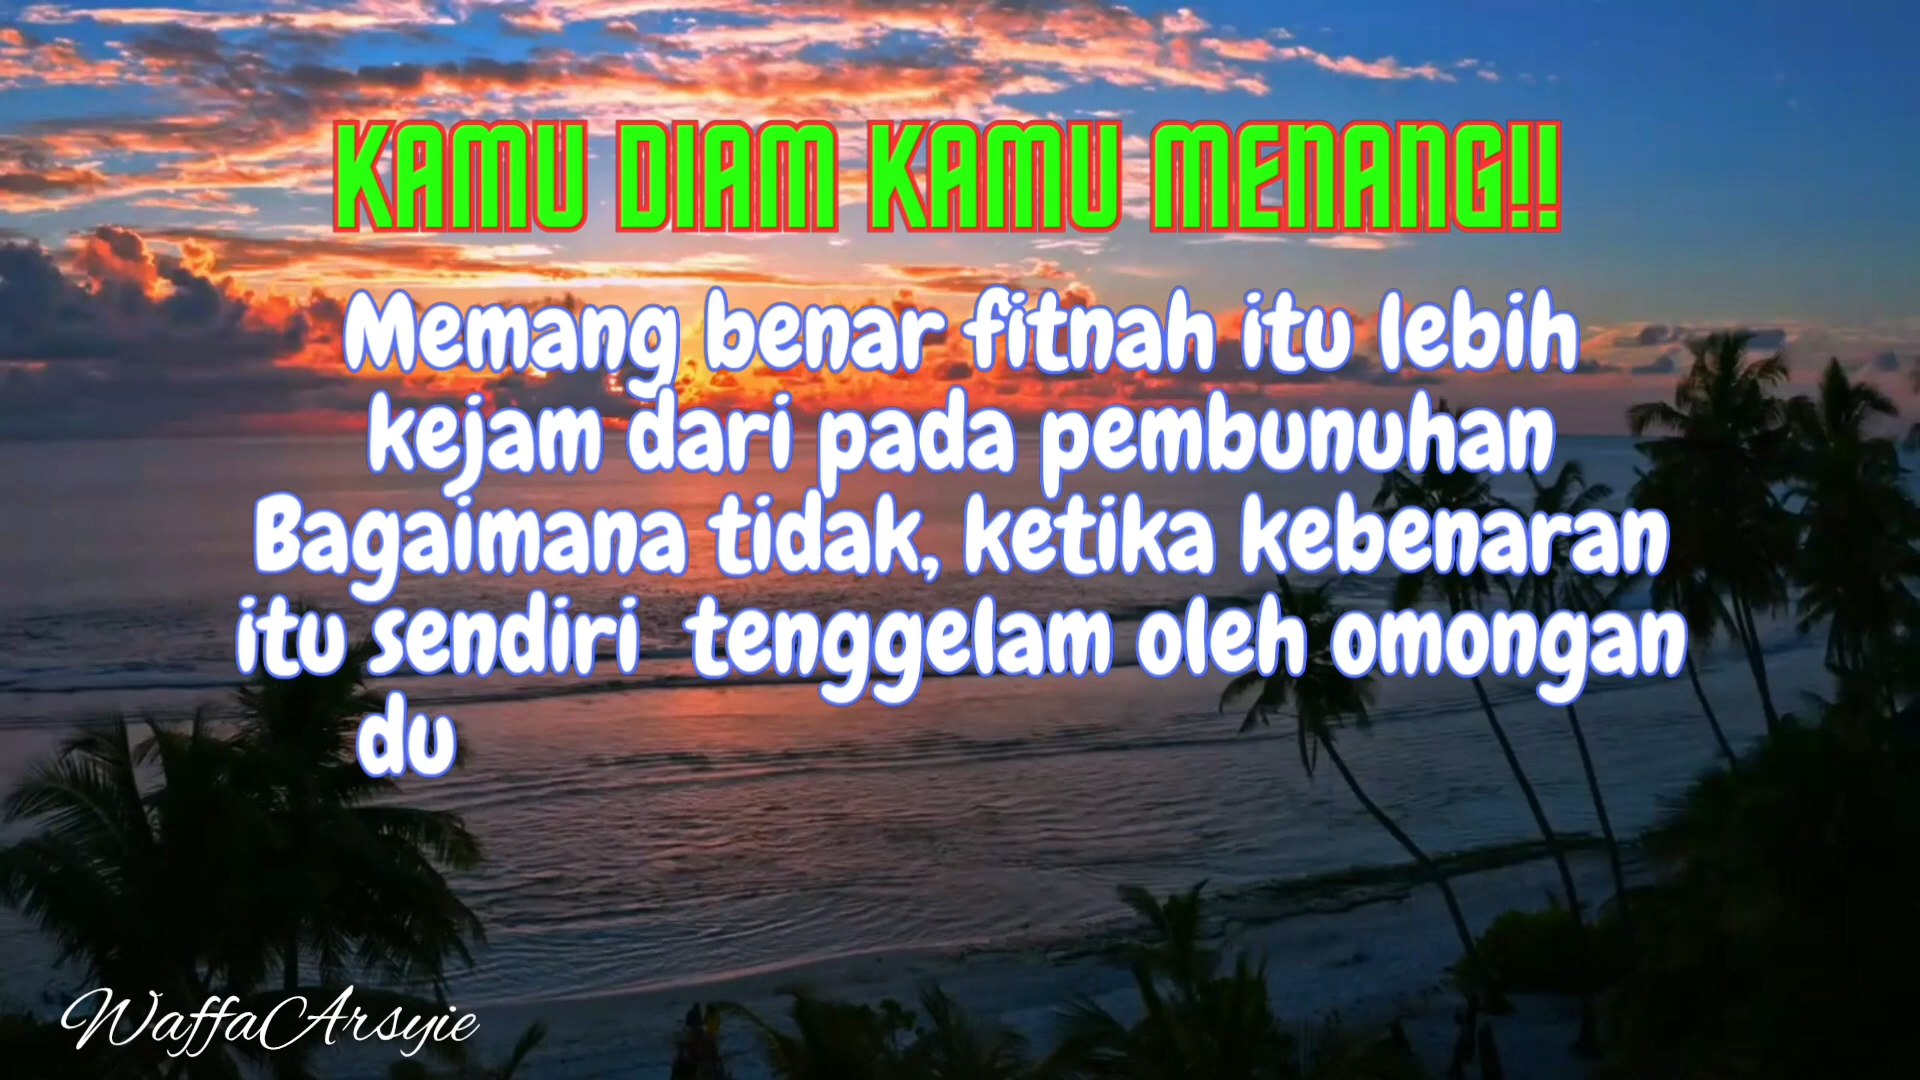 KAMU DIAM KAMU MENANG!!
Memang benar fitnah itu lebih
kejam dari pada pembunuhan
Bagaimana tidak, ketika kebenaran
itu sendiri tenggelam oleh omongan
du
WaffaArsyie